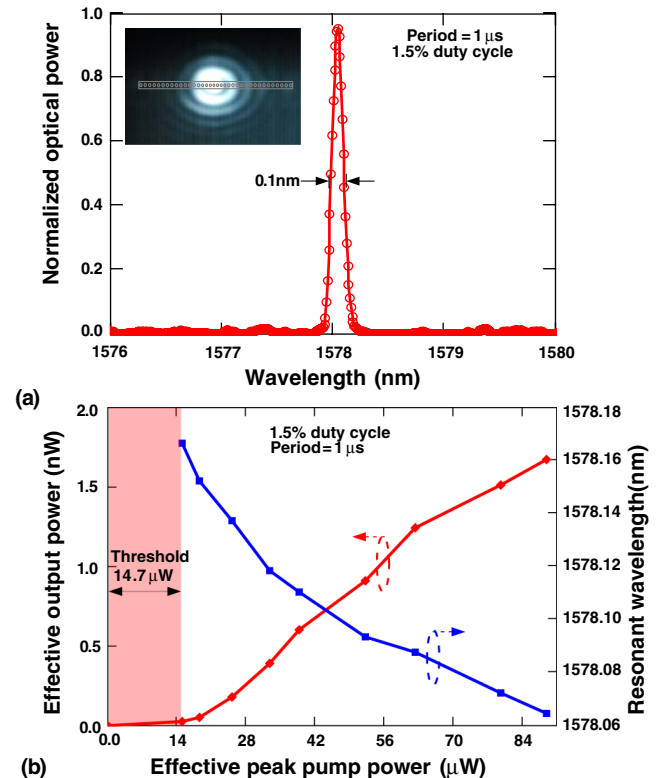 1.0
0.8
0.6
0.4
0.2
0.0
Normalized optical power
Period = 1 μs
1.5% duty cycle
0.1nm
1576
1577
1578
1579
1580
Wavelength (nm)
(a)
2.0
1.5
1.0
0.5
0.0
Effective output power (nW)
1.5% duty cycle
Period = 1 μs
Threshold
14.7 μW
1578.18
1578.16
1578.14
1578.12
1578.10
1578.08
1578.06
Resonant wavelength(nm)
0
14
28
42
56
70
84
Effective peak pump power (μW)
(b)